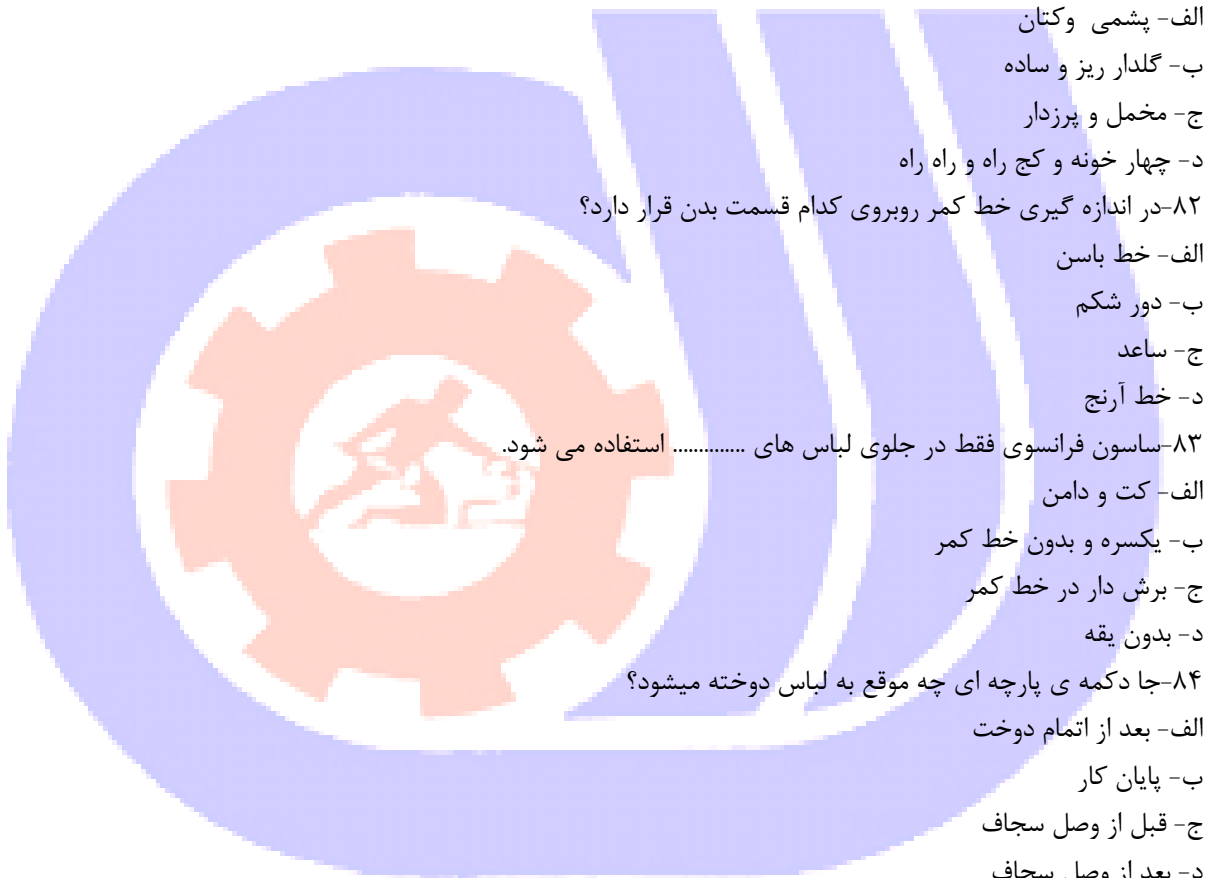 الف- پشمی وکتان
ب- گلدار ریز و ساده
ج- مخمل و پرزدار
د- چهار خونه و کج راه و راه راه
۸۲-در اندازه گیری خط کمر روبروی کدام قسمت بدن قرار دارد؟
الف- خط باسن
ب- دور شکم
ج- ساعد
د- خط آرنج
۸۳-ساسون فرانسوی فقط در جلوی لباس های .............. استفاده می شود.
الف- کت و دامن
ب- یکسره و بدون خط کمر
ج- برش دار در خط کمر
د- بدون یقه
۸۴-جا دکمه ی پارچه ای چه موقع به لباس دوخته میشود؟
الف- بعد از اتمام دوخت
ب- پایان کار
ج- قبل از وصل سجاف
د- بعد از وصل سجاف